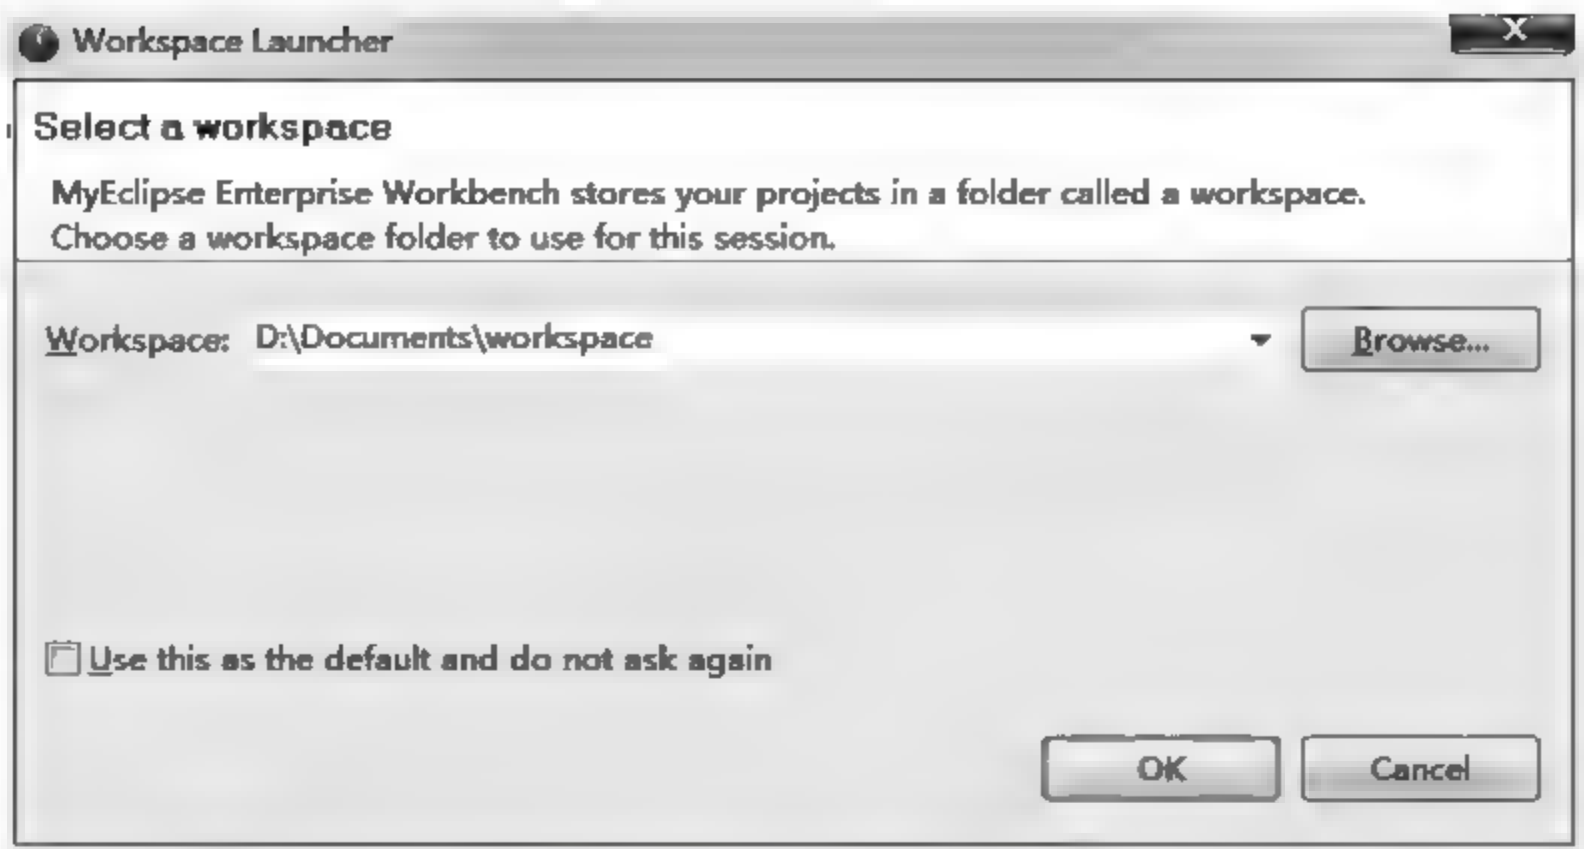 Workspace Launcher
X
Select a workspace
MyEclipse Enterprise Workbench stores your projects in a folder called a workspace.
Choose a workspace folder to use for this session.
Workspace: D:\Documents\workspace Browse...
Use this as the default and do not ask again
OK Cancel